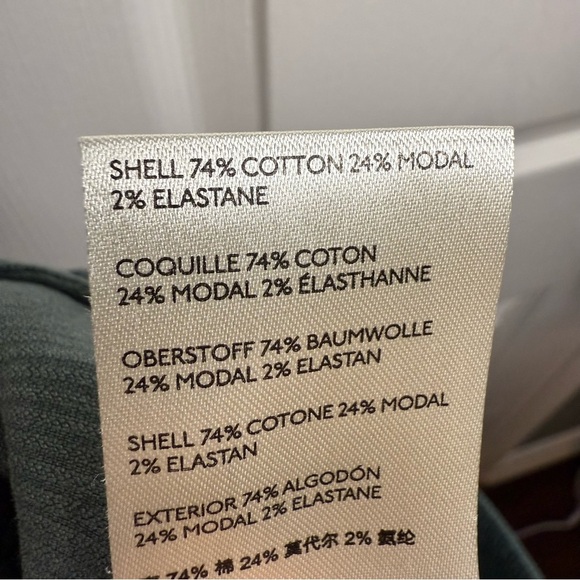 SHELL 74% COTTON 24% MODAL
2% ELASTANE
COQUILLE 74% COTON
24% MODAL 2% ÉLASTHANNE
OBERSTOFF 74% BAUMWOLLE
24% MODAL 2% ELASTAN
SHELL 74% COTONE 24% MODAL
2% ELASTAN
EXTERIOR 74% ALGODÓN
24% MODAL 2% ELASTANE
74% 棉 24% 莫代尔 2% 氨纶